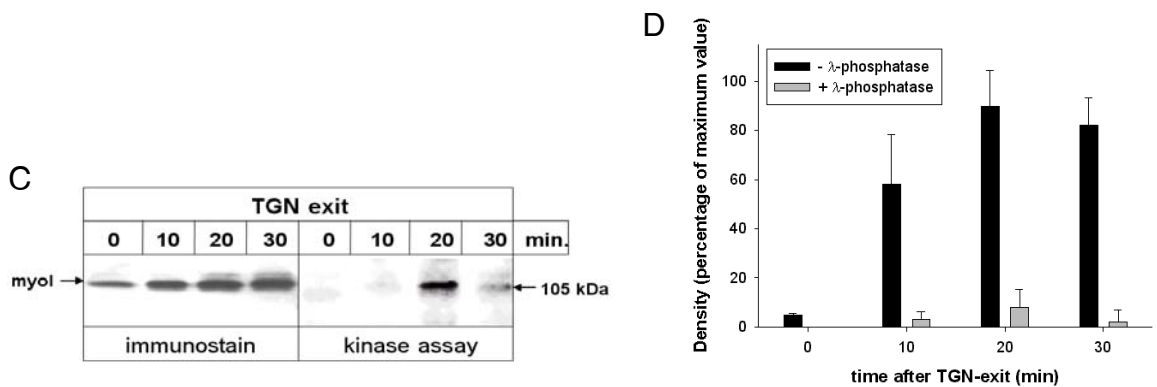 C
TGN exit
0 10 20 30 0 10 20 30 min.
myoI 105 kDa
immunostain kinase assay
D
Density (percentage of maximum value)
100
80
60
40
20
0
- λ-phosphatase
+ λ-phosphatase
0 10 20 30
time after TGN-exit (min)